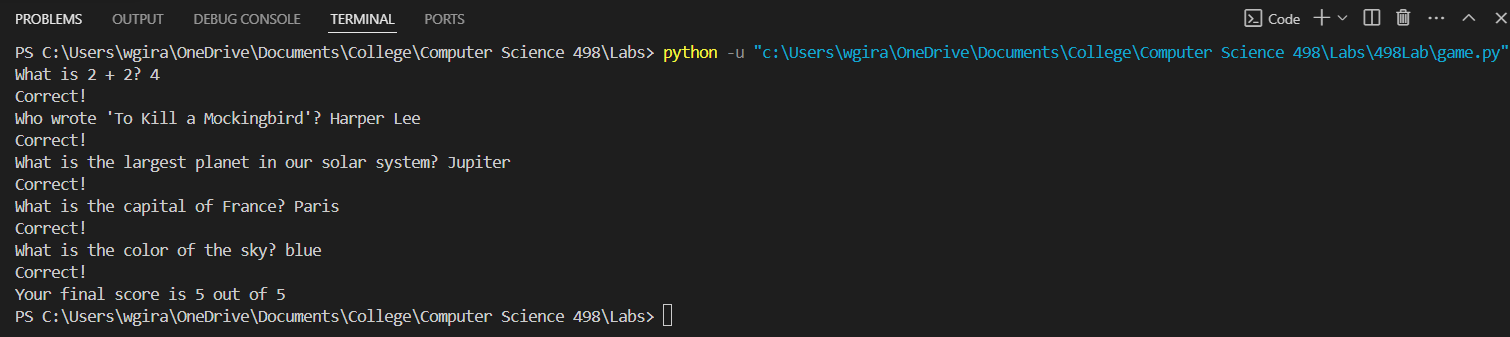 PROBLEMS OUTPUT DEBUG CONSOLE TERMINAL PORTS Code
PS C:\Users\wgira\OneDrive\Documents\College\Computer Science 498\Labs> python -u "c:\Users\wgira\OneDrive\Documents\College\Computer Science 498\Labs\498Lab\game.py"
What is 2 + 2? 4
Correct!
Who wrote 'To Kill a Mockingbird'? Harper Lee
Correct!
What is the largest planet in our solar system? Jupiter
Correct!
What is the capital of France? Paris
Correct!
What is the color of the sky? blue
Correct!
Your final score is 5 out of 5
PS C:\Users\wgira\OneDrive\Documents\College\Computer Science 498\Labs>